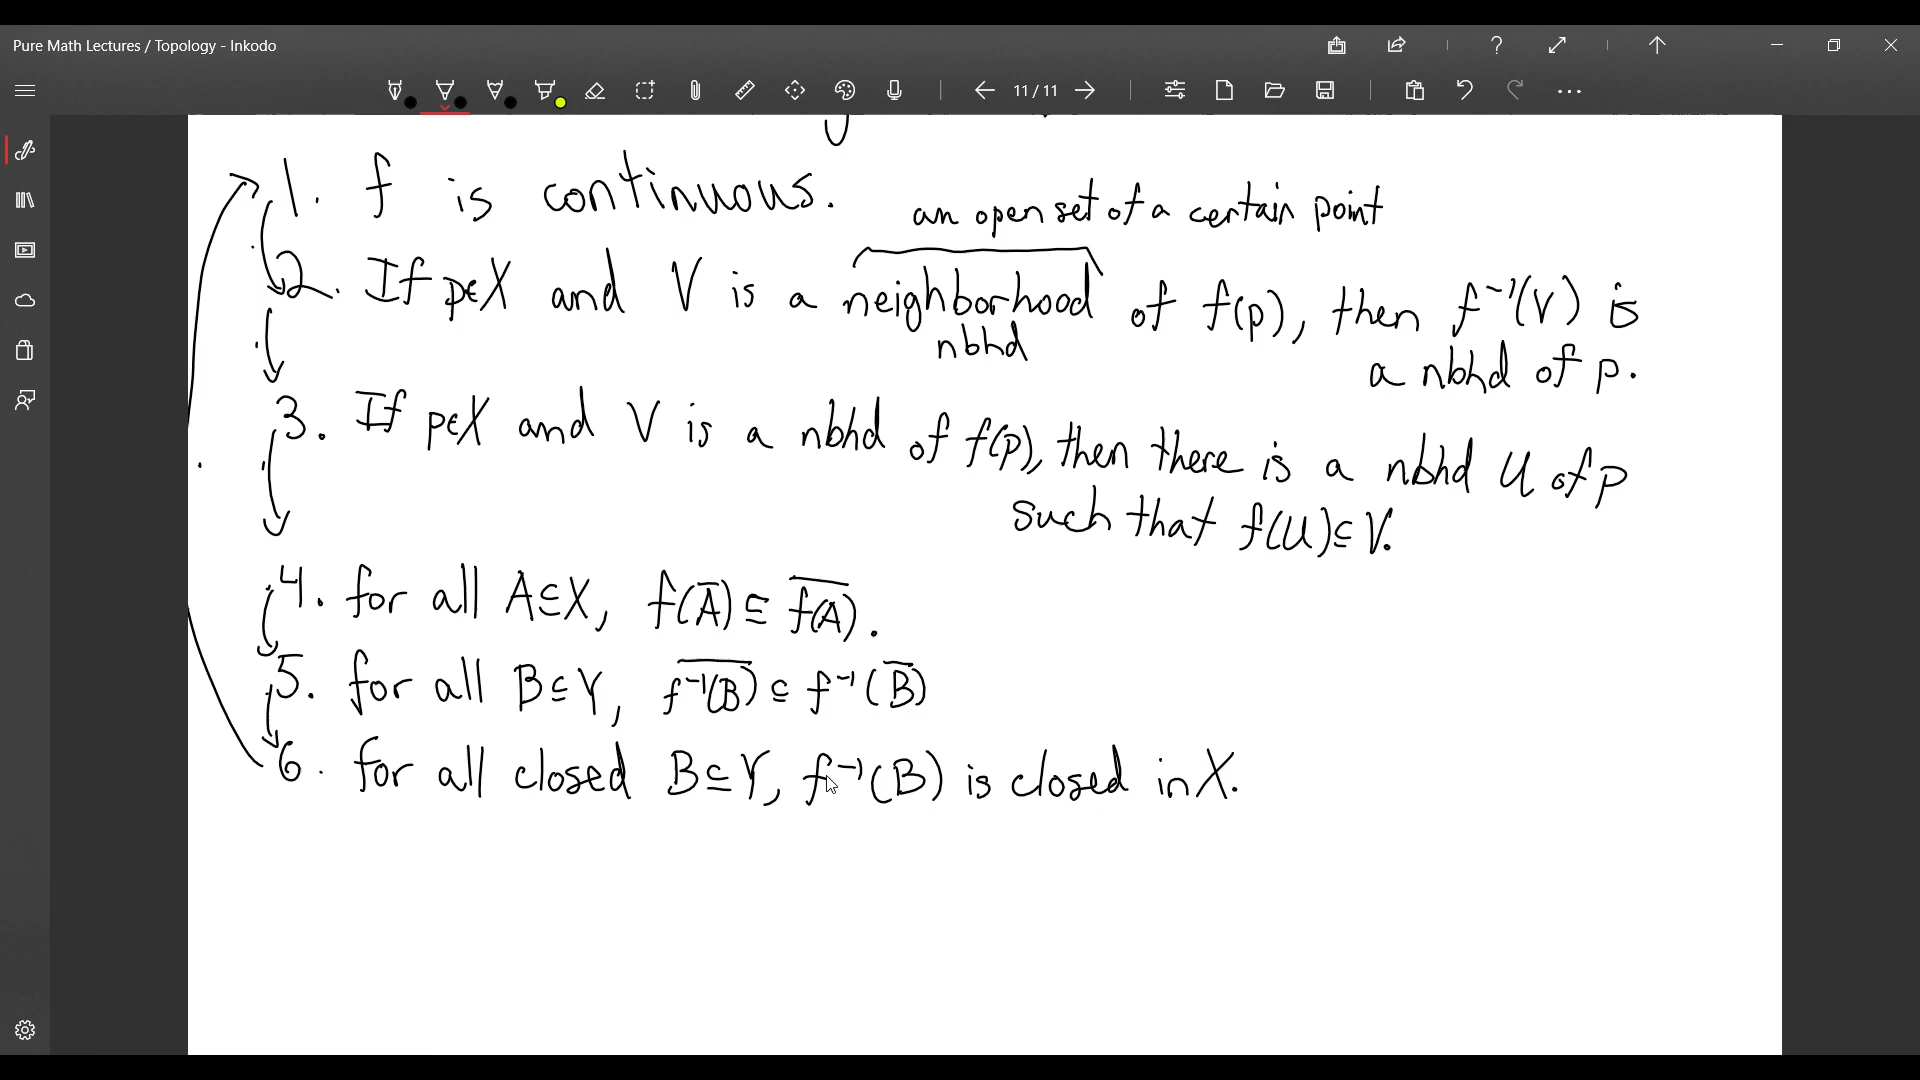 Pure Math Lectures / Topology - Inkodo
11 / 11
1. f is continuous.
an open set of a certain point
2. If p∈X and V is a neighborhood of f(p), then f⁻¹(V) is
nbhd
a nbhd of p.
3. If p∈X and V is a nbhd of f(p), then there is a nbhd U of p
such that f(U)⊆V.
4. for all A⊆X, f(A̅) ⊆ \overline{f(A)}.
5. for all B⊆Y, \overline{f⁻¹(B)} ⊆ f⁻¹(B̅)
6. for all closed B⊆Y, f⁻¹(B) is closed in X.